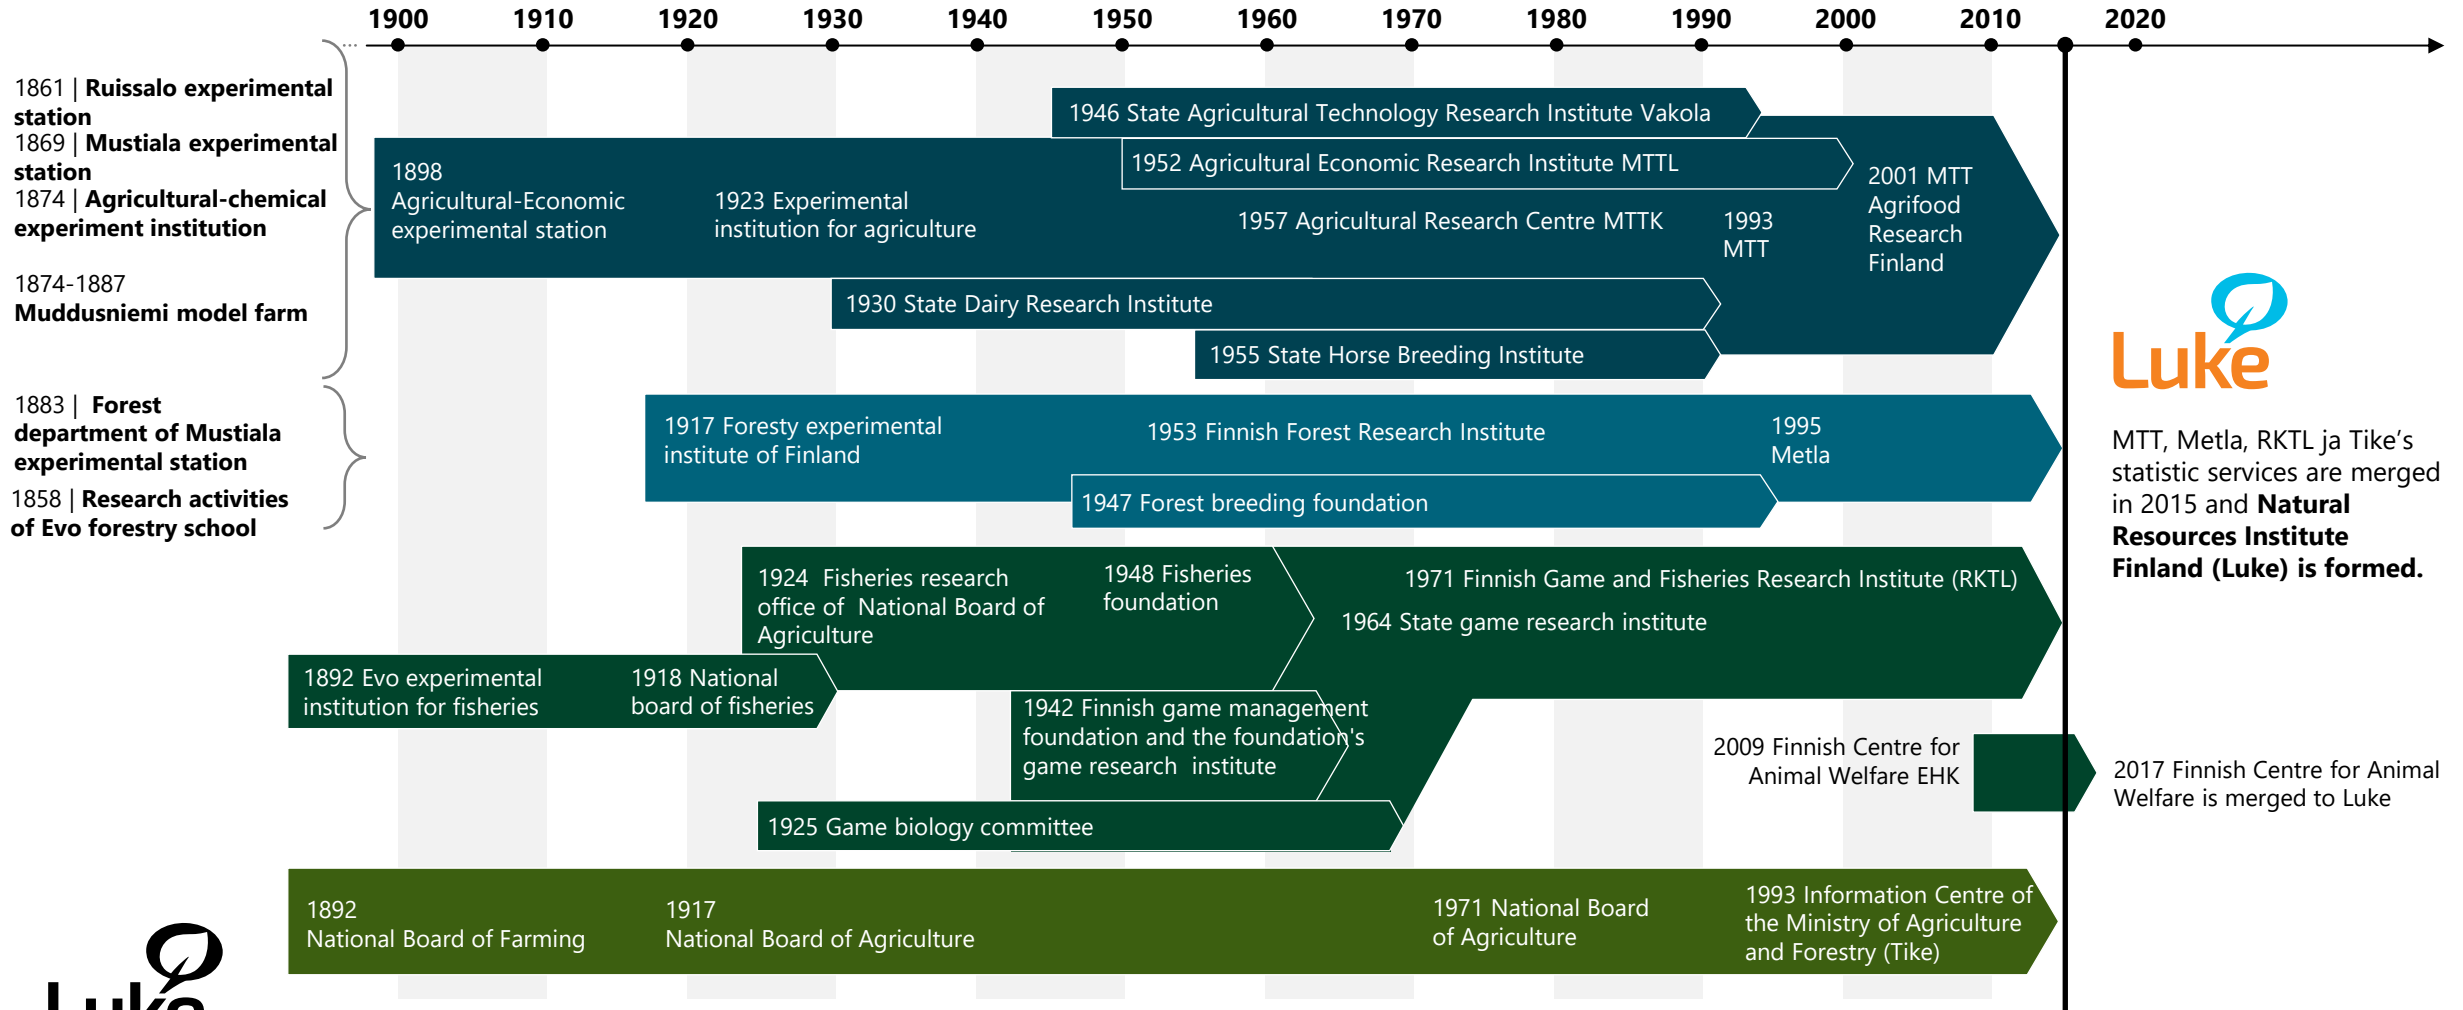 1900 1910 1920 1930 1940 1950 1960 1970 1980 1990 2000 2010 2020
...
1861 | Ruissalo experimental
station
1869 | Mustiala experimental
station
1874 | Agricultural-chemical
experiment institution
1874-1887
Muddusniemi model farm
1883 | Forest
department of Mustiala
experimental station
1858 | Research activities
of Evo forestry school
1946 State Agricultural Technology Research Institute Vakola
1952 Agricultural Economic Research Institute MTTL
1898
Agricultural-Economic
experimental station
1923 Experimental
institution for agriculture
1957 Agricultural Research Centre MTTK
1993
MTT
2001 MTT
Agrifood
Research
Finland
1930 State Dairy Research Institute
1955 State Horse Breeding Institute
1917 Foresty experimental
institute of Finland
1953 Finnish Forest Research Institute
1995
Metla
1947 Forest breeding foundation
1924 Fisheries research
office of National Board of
Agriculture
1948 Fisheries
foundation
1971 Finnish Game and Fisheries Research Institute (RKTL)
1964 State game research institute
1892 Evo experimental
institution for fisheries
1918 National
board of fisheries
1942 Finnish game management
foundation and the foundation's
game research institute
1925 Game biology committee
2009 Finnish Centre for
Animal Welfare EHK
2017 Finnish Centre for Animal
Welfare is merged to Luke
1892
National Board of Farming
1917
National Board of Agriculture
1971 National Board
of Agriculture
1993 Information Centre of
the Ministry of Agriculture
and Forestry (Tike)
Luke
MTT, Metla, RKTL ja Tike's
statistic services are merged
in 2015 and Natural
Resources Institute
Finland (Luke) is formed.
Luke